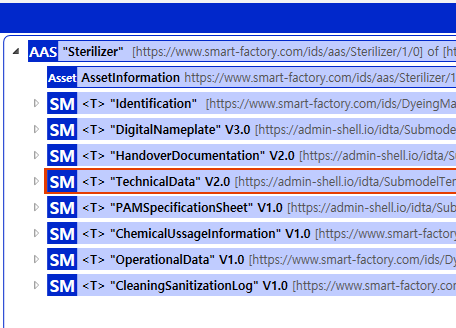 AAS "Sterilizer" [https://www.smart-factory.com/ids/aas/Sterilizer/1/0] of [
Asset AssetInformation https://www.smart-factory.com/ids/aas/Sterilizer/1
SM <T> "Identification" [https://www.smart-factory.com/ids/DyeingMa
SM <T> "DigitalNameplate" V3.0 [https://admin-shell.io/idta/Submode
SM <T> "HandoverDocumentation" V2.0 [https://admin-shell.io/idta/S
SM <T> "TechnicalData" V2.0 [https://admin-shell.io/idta/SubmodelTe
SM <T> "PAMSpecificationSheet" V1.0 [https://admin-shell.io/idta/Sub
SM <T> "ChemicalUssageInformation" V1.0 [https://www.smart-factory
SM <T> "OperationalData" V1.0 [https://www.smart-factory.com/ids/Dy
SM <T> "CleaningSanitizationLog" V1.0 [https://www.smart-factory.com